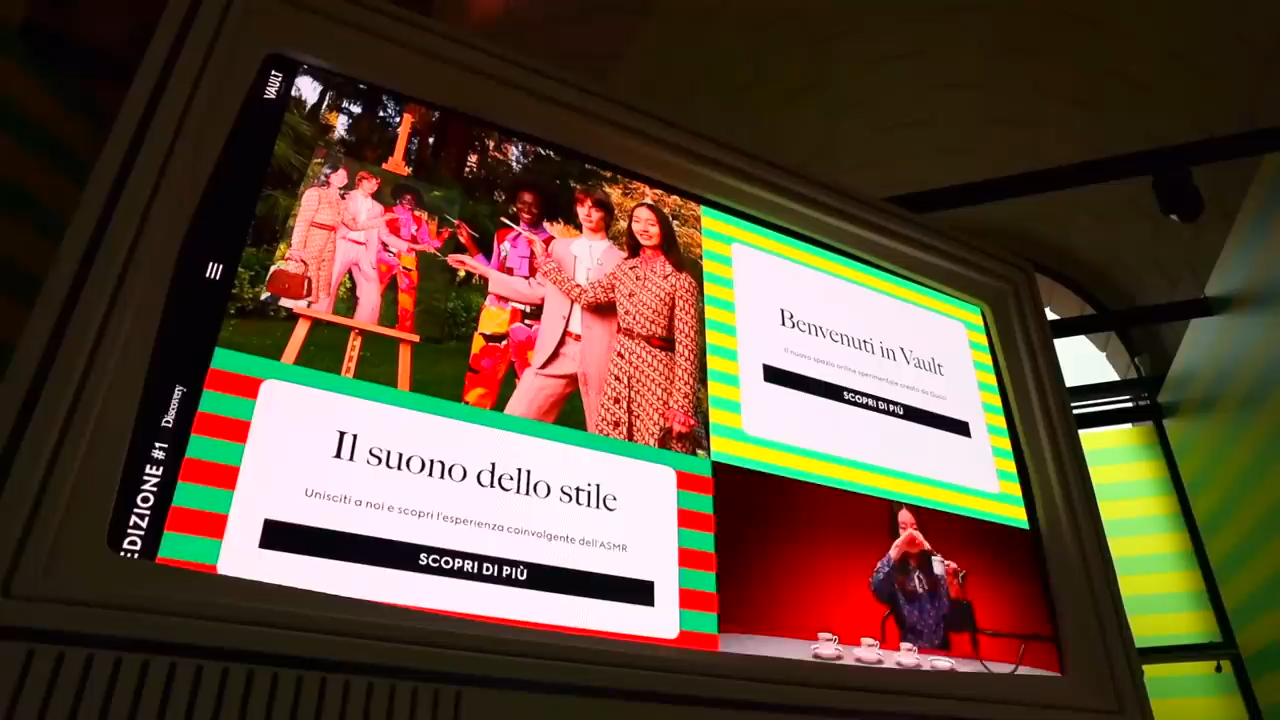 VAULT
EDIZIONE #1 Discovery
Il suono dello stile
Unisciti a noi e scopri l'esperienza coinvolgente dell'ASMR
SCOPRI DI PIÙ
Benvenuti in Vault
Il nuovo spazio online sperimentale creato da Gucci
SCOPRI DI PIÙ